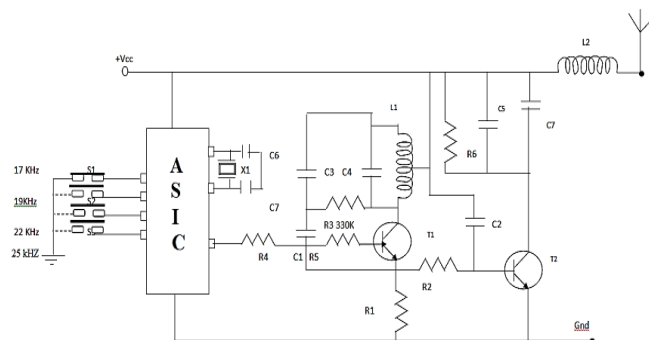 +Vcc
L2
L1
C5
C7
17 KHz
S1
A
S
I
C
C6
X1
C3
C4
R6
19KHz
S2
C7
R3 330K
T1
C2
22 KHz
25 kHZ
R4
C1
R5
R2
T2
R1
Gnd